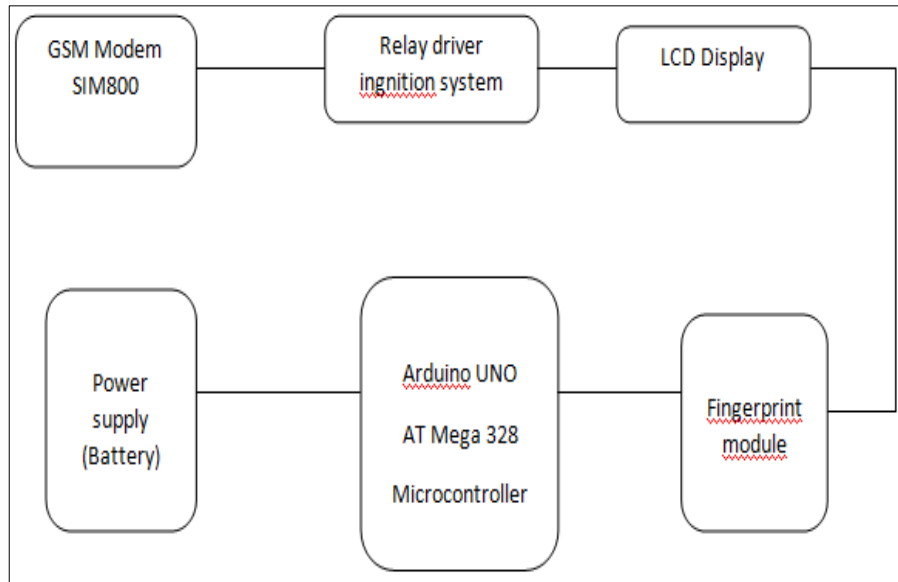 GSM Modem
SIM800
Relay driver
ingnition system
LCD Display
Power
supply
(Battery)
Arduino UNO
AT Mega 328
Microcontroller
Fingerprint
module